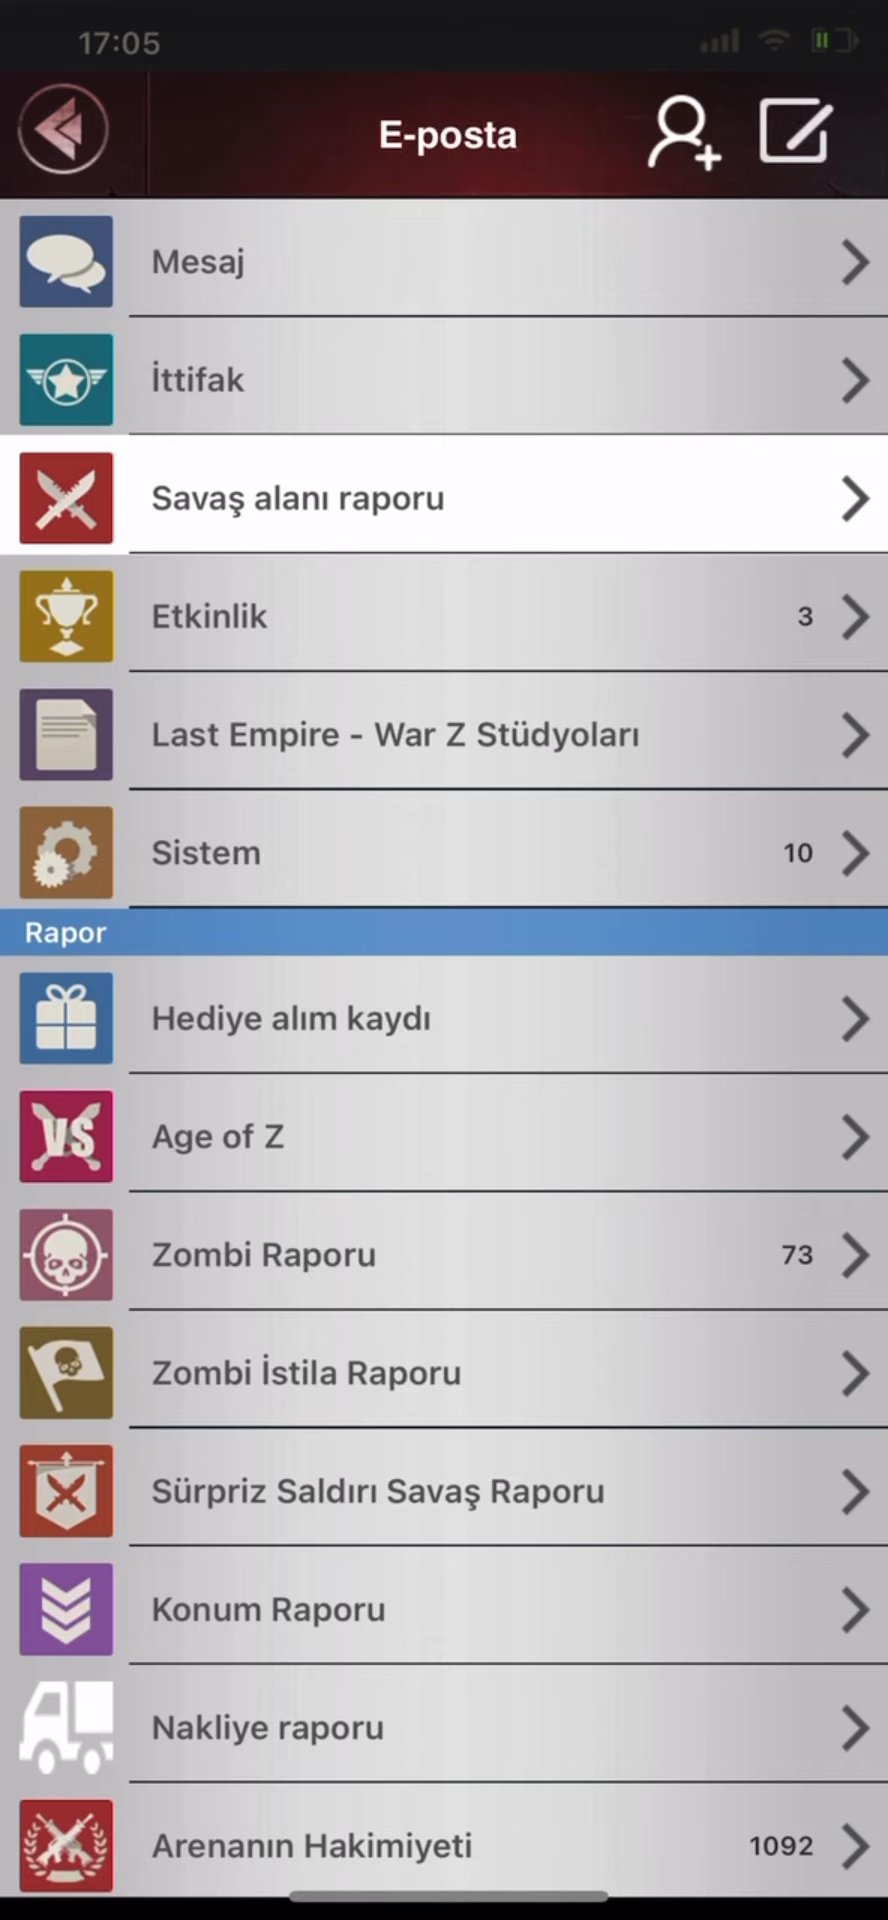 17:05
E-posta
Mesaj
İttifak
Savaş alanı raporu
Etkinlik 3
Last Empire - War Z Stüdyoları
Sistem 10
Rapor
Hediye alım kaydı
VS Age of Z
Zombi Raporu 73
Zombi İstila Raporu
Sürpriz Saldırı Savaş Raporu
Konum Raporu
Nakliye raporu
Arenanın Hakimiyeti 1092